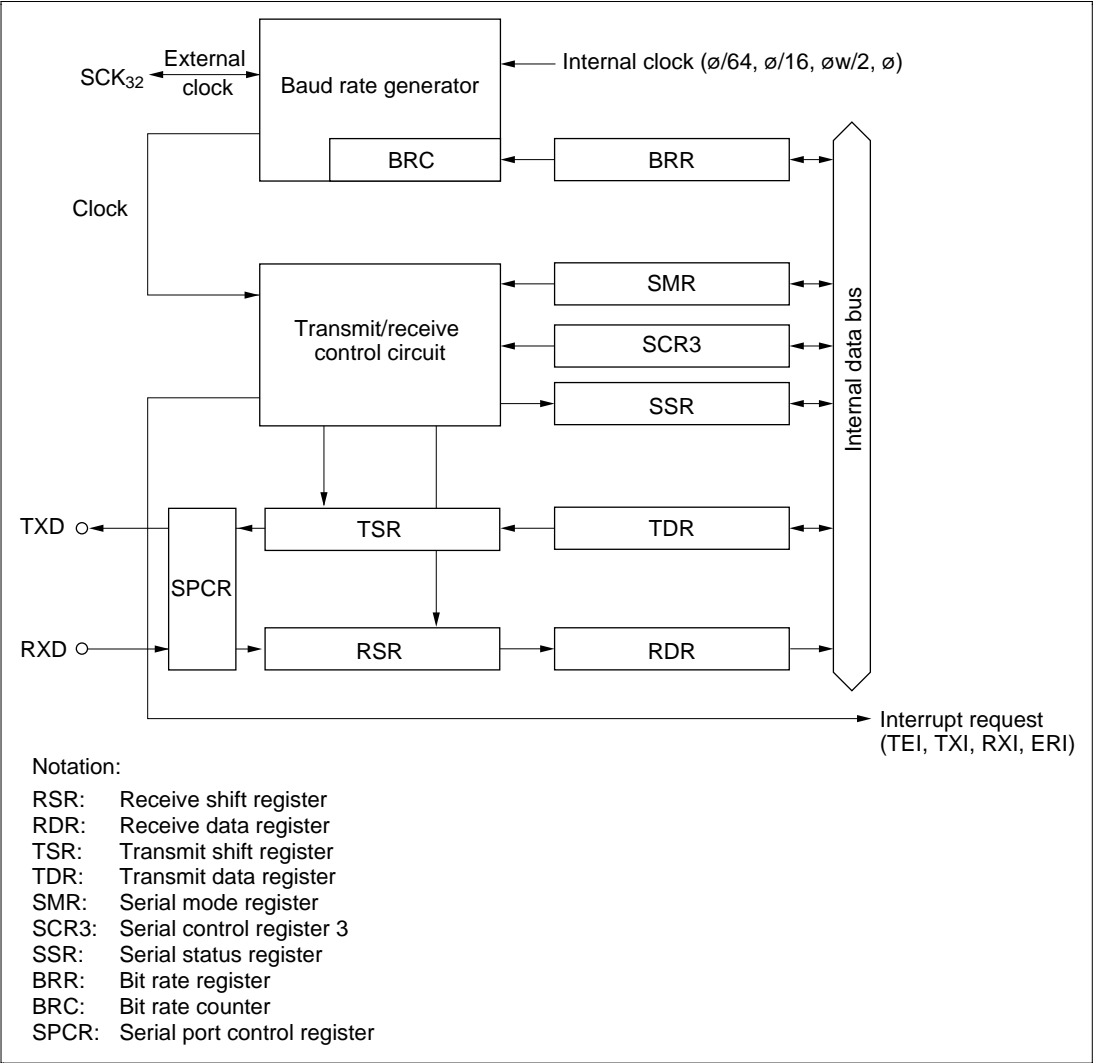 External
clock
SCK32
Internal clock (ø/64, ø/16, øw/2, ø)
Baud rate generator
BRC
BRR
Clock
SMR
Transmit/receive
control circuit
SCR3
SSR
Internal data bus
TXD
TSR
TDR
SPCR
RXD
RSR
RDR
Interrupt request
(TEI, TXI, RXI, ERI)
Notation:
RSR: Receive shift register
RDR: Receive data register
TSR: Transmit shift register
TDR: Transmit data register
SMR: Serial mode register
SCR3: Serial control register 3
SSR: Serial status register
BRR: Bit rate register
BRC: Bit rate counter
SPCR: Serial port control register